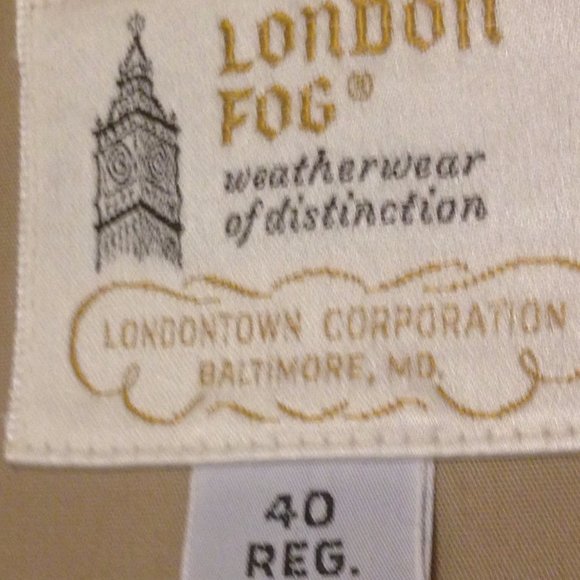 LONDON
FOG®
weatherwear
of distinction
LONDONTOWN CORPORATION
BALTIMORE, MD.
40
REG.